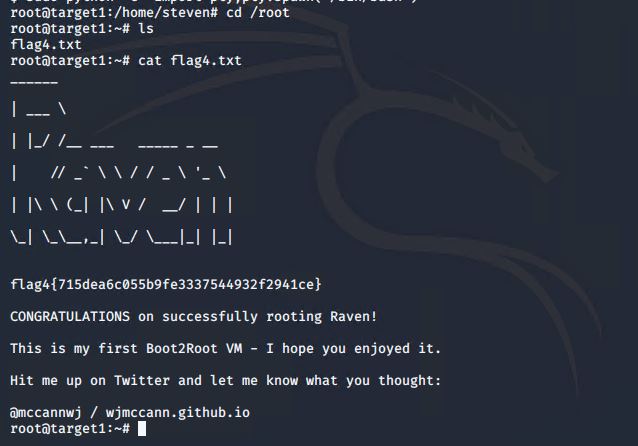 root@target1:/home/steven# cd /root
root@target1:~# ls
flag4.txt
root@target1:~# cat flag4.txt
______
| ___ \
| |_/ /__ ___   _____ _ __
|    // _` \ \ / / _ \ '_ \
| |\ \ (_| |\ V /  __/ | | |
\_| \_\__,_| \_/ \___|_| |_|
flag4{715dea6c055b9fe3337544932f2941ce}
CONGRATULATIONS on successfully rooting Raven!
This is my first Boot2Root VM - I hope you enjoyed it.
Hit me up on Twitter and let me know what you thought:
@mccannwj / wjmccann.github.io
root@target1:~#